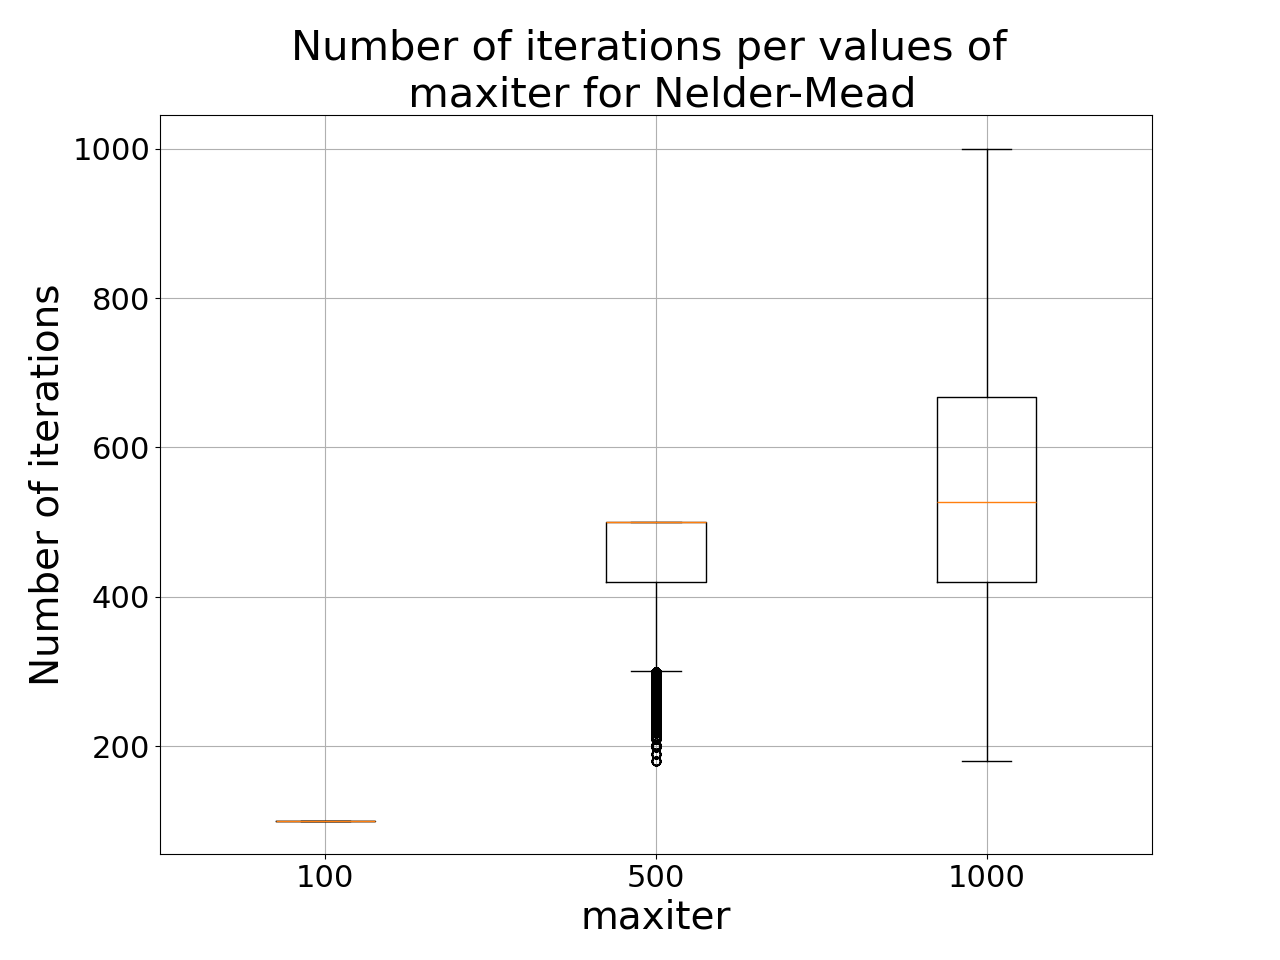 Number of iterations per values of
maxiter for Nelder-Mead
Number of iterations
1000
800
600
400
200
100
500
1000
maxiter